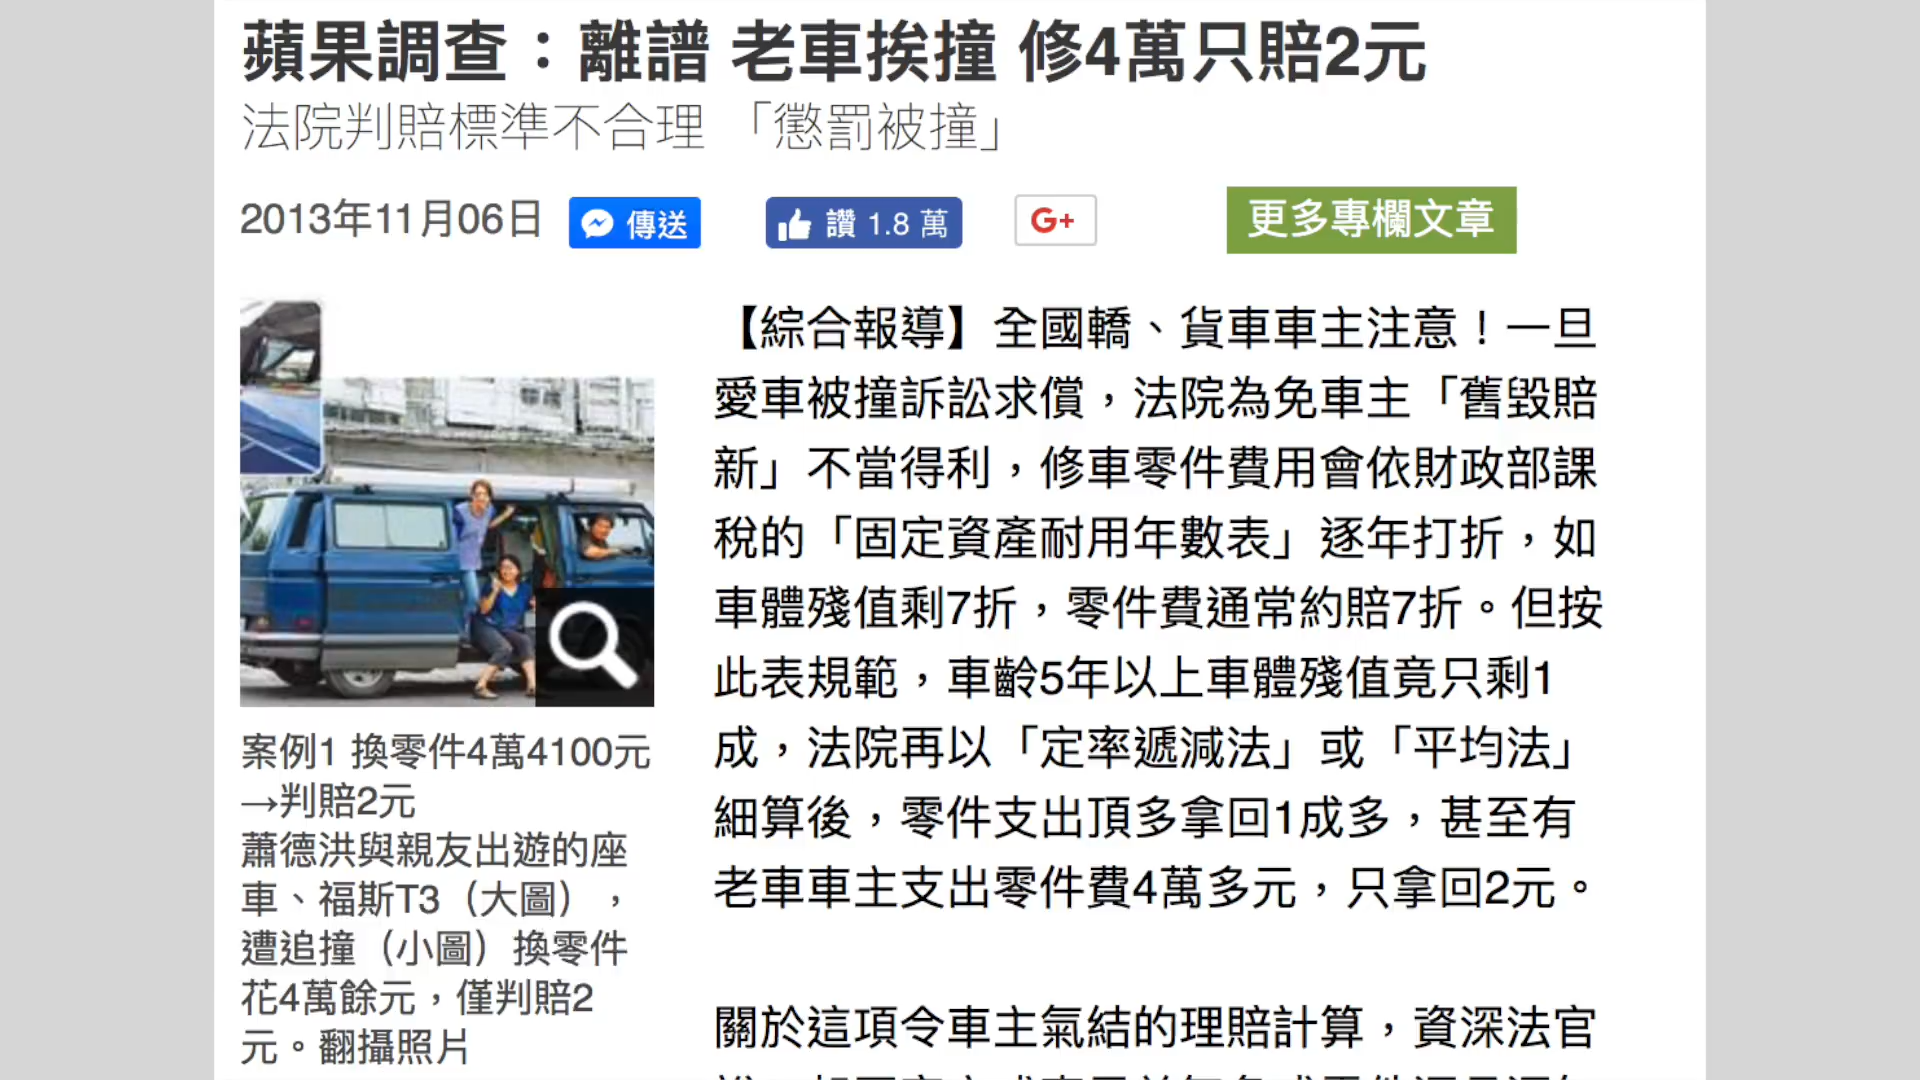 蘋果調查：離譜 老車挨撞 修4萬只賠2元
法院判賠標準不合理 「懲罰被撞」
2013年11月06日 傳送 讚 1.8 萬 G+ 更多專欄文章
【綜合報導】全國轎、貨車車主注意！一旦
愛車被撞訴訟求償，法院為免車主「舊毀賠
新」不當得利，修車零件費用會依財政部課
稅的「固定資產耐用年數表」逐年打折，如
車體殘值剩7折，零件費通常約賠7折。但按
此表規範，車齡5年以上車體殘值竟只剩1
成，法院再以「定率遞減法」或「平均法」
細算後，零件支出頂多拿回1成多，甚至有
老車車主支出零件費4萬多元，只拿回2元。
關於這項令車主氣結的理賠計算，資深法官
案例1 換零件4萬4100元
→判賠2元
蕭德洪與親友出遊的座
車、福斯T3（大圖），
遭追撞（小圖）換零件
花4萬餘元，僅判賠2
元。翻攝照片